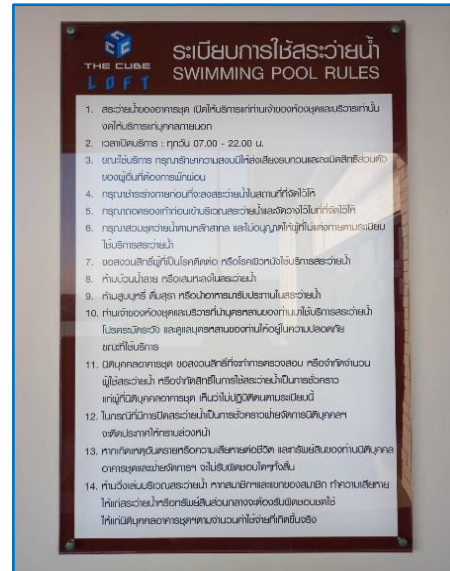 THE CUBE
LOFT
ระเบียบการใช้สระว่ายน้ำ
SWIMMING POOL RULES
1. สระว่ายน้ำของอาคารชุด เปิดให้บริการแก่ท่านเจ้าของห้องชุดและบริวารเท่านั้น
งดให้บริการแก่บุคคลภายนอก
2. เวลาเปิดบริการ : ทุกวัน 07.00 - 22.00 น.
3. ขณะใช้บริการ กรุณารักษาความสงบมิให้ส่งเสียงรบกวนและละเมิดสิทธิส่วนตัว
ของผู้อื่นที่ต้องการพักผ่อน
4. กรุณาชำระร่างกายก่อนที่จะลงสระว่ายน้ำในสถานที่ที่จัดไว้ให้
5. กรุณาถอดรองเท้าก่อนเข้าบริเวณสระว่ายน้ำและจัดวางไว้ในที่ที่จัดไว้ให้
6. กรุณาสวมชุดว่ายน้ำตามหลักสากล และไม่อนุญาตให้ผู้ที่ไม่แต่งกายตามระเบียบ
ใช้บริการสระว่ายน้ำ
7. ขอสงวนสิทธิ์ผู้ที่เป็นโรคติดต่อ หรือโรคผิวหนังใช้บริการสระว่ายน้ำ
8. ห้ามบ้วนน้ำลาย หรือเสมหะลงในสระว่ายน้ำ
9. ห้ามสูบบุหรี่ ดื่มสุรา หรือนำอาหารมารับประทานในสระว่ายน้ำ
10. ท่านเจ้าของห้องชุดและบริวารที่นำบุตรหลานของท่านมาใช้บริการสระว่ายน้ำ
โปรดระมัดระวัง และดูแลบุตรหลานของท่านให้อยู่ในความปลอดภัย
ขณะที่ใช้บริการ
11. นิติบุคคลอาคารชุด ขอสงวนสิทธิ์ที่จะทำการตรวจสอบ หรือจำกัดจำนวน
ผู้ใช้สระว่ายน้ำ หรือจำกัดสิทธิ์ในการใช้สระว่ายน้ำเป็นการชั่วคราว
แก่ผู้ที่นิติบุคคลอาคารชุด เห็นว่าไม่ปฏิบัติตนตามระเบียบนี้
12. ในกรณีที่มีการปิดสระว่ายน้ำเป็นการชั่วคราวฝ่ายจัดการนิติบุคคลฯ
จะติดประกาศให้ทราบล่วงหน้า
13. หากเกิดเหตุอันตรายหรือความเสียหายต่อชีวิต และทรัพย์สินของท่านนิติบุคคล
อาคารชุดและฝ่ายจัดการฯ จะไม่รับผิดชอบใดๆทั้งสิ้น
14. ห้ามวิ่งเล่นบริเวณสระว่ายน้ำ หากสมาชิกและแขกของสมาชิก ทำความเสียหาย
ให้แก่สระว่ายน้ำหรือทรัพย์สินส่วนกลางจะต้องรับผิดชอบชดใช้
ให้แก่นิติบุคคลอาคารชุดฯตามจำนวนค่าใช้จ่ายที่เกิดขึ้นจริง